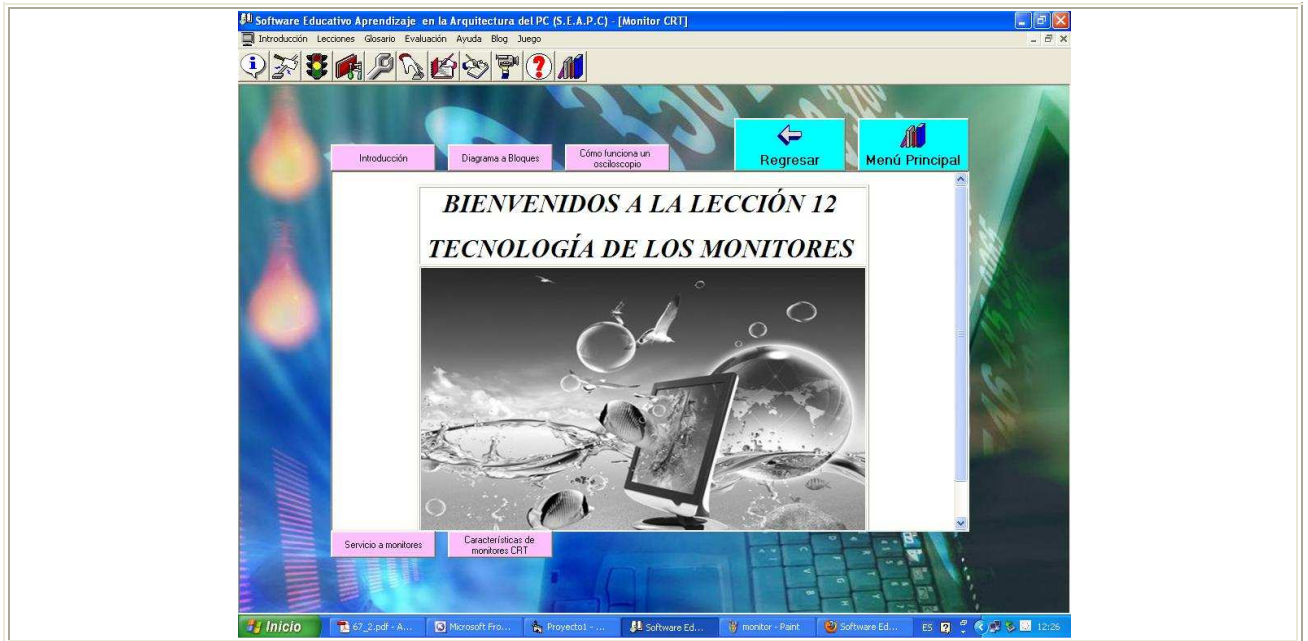 Software Educativo Aprendizaje en la Arquitectura del PC (S.E.A.P.C) - [Monitor CRT]
Introducción Lecciones Glosario Evaluación Ayuda Blog Juego
Regresar
Menú Principal
Introducción
Diagrama a Bloques
Cómo funciona un
osciloscopio
BIENVENIDOS A LA LECCIÓN 12
TECNOLOGÍA DE LOS MONITORES
Servicio a monitores
Características de
monitores CRT
Inicio
67_2.pdf - A...
Microsoft Fro...
Proyecto1 - ...
Software Ed...
monitor - Paint
Software Ed...
ES
12:26